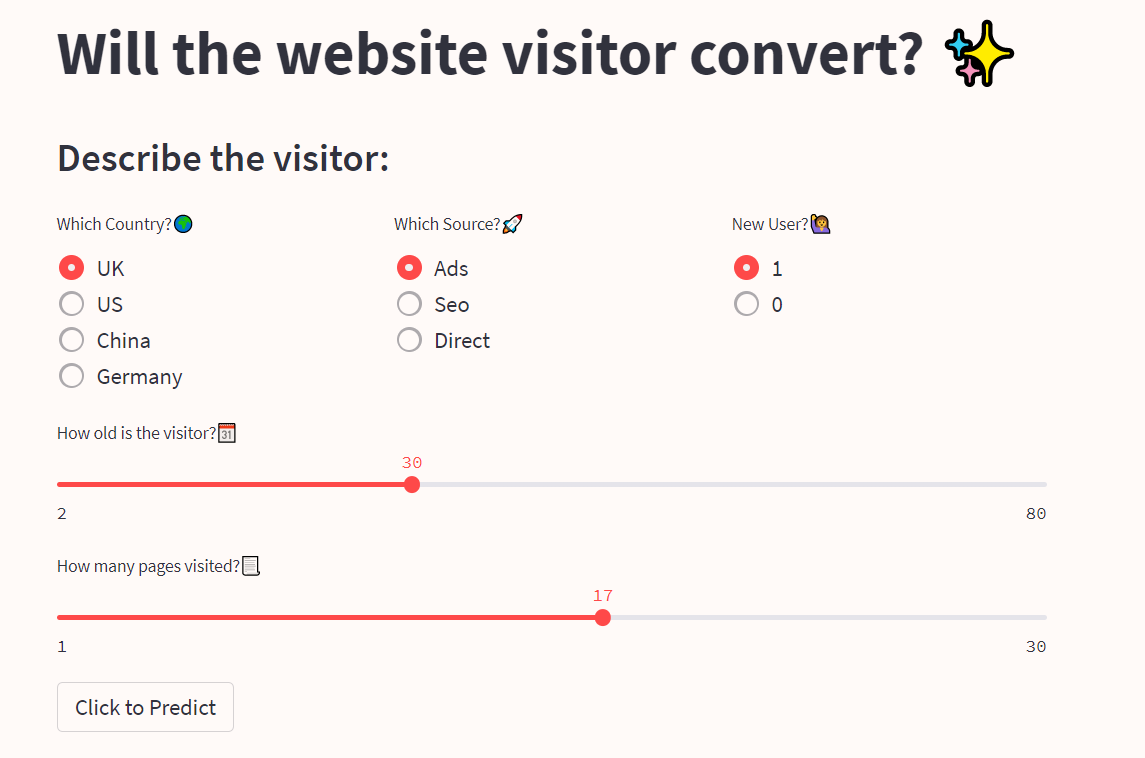 Will the website visitor convert? ✨
Describe the visitor:
Which Country?🌍 Which Source?🚀 New User?🙋
UK Ads 1
US Seo 0
China Direct
Germany
How old is the visitor?📅
30
2 80
How many pages visited?📃
17
1 30
Click to Predict